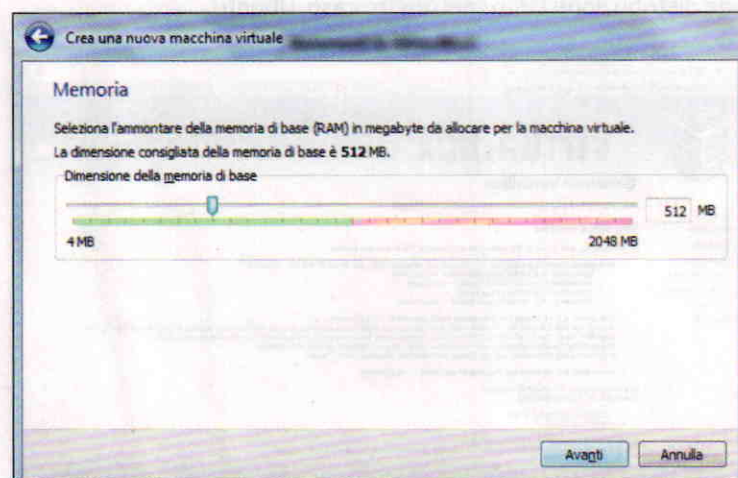 Crea una nuova macchina virtuale
Memoria
Seleziona l'ammontare della memoria di base (RAM) in megabyte da allocare per la macchina virtuale.
La dimensione consigliata della memoria di base è 512 MB.
Dimensione della memoria di base
512 MB
4 MB 2048 MB
Avanti Annulla